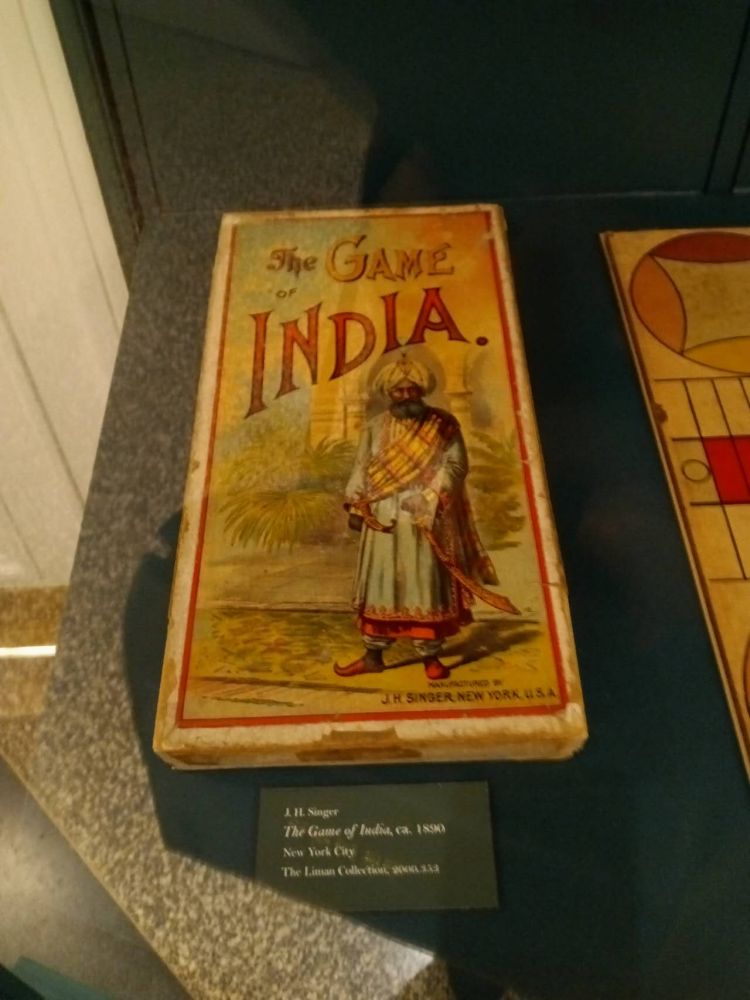 The GAME
OF
INDIA.
MANUFACTURED BY
J. H. SINGER, NEW YORK, U.S.A
J. H. Singer
The Game of India, ca. 1890
New York City
The Liman Collection, 2000.353